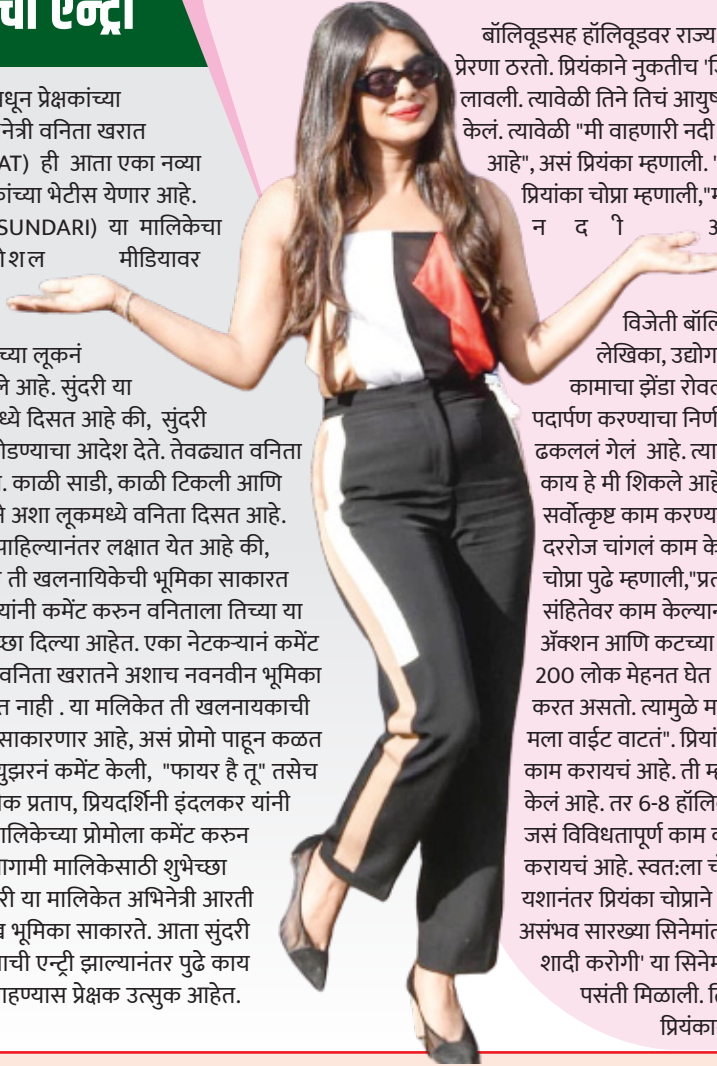 एन्ट्री
धून प्रेक्षकांच्या
नेत्री वनिता खरात
AT) ही आता एका नव्या
कांच्या भेटीस येणार आहे.
SUNDARI) या मालिकेचा
शल मीडियावर
च्या लूकनं
ले आहे. सुंदरी या
ध्ये दिसत आहे की, सुंदरी
ोडण्याचा आदेश देते. तेवढ्यात वनिता
. काळी साडी, काळी टिकली आणि
अशा लूकमध्ये वनिता दिसत आहे.
पाहिल्यानंतर लक्षात येत आहे की,
ती खलनायिकेची भूमिका साकारत
यांनी कमेंट करुन वनिताला तिच्या या
च्छा दिल्या आहेत. एका नेटकऱ्यानं कमेंट
वनिता खरातने अशाच नवनवीन भूमिका
त नाही . या मलिकेत ती खलनायकाची
साकारणार आहे, असं प्रोमो पाहून कळत
युझरनं कमेंट केली, "फायर है तू" तसेच
क प्रताप, प्रियदर्शिनी इंदलकर यांनी
ालिकेच्या प्रोमोला कमेंट करुन
गामी मालिकेसाठी शुभेच्छा
री या मालिकेत अभिनेत्री आरती
ख भूमिका साकारते. आता सुंदरी
ाची एन्ट्री झाल्यानंतर पुढे काय
ाहण्यास प्रेक्षक उत्सुक आहेत.
बॉलिवूडसह हॉलिवूडवर राज्य
प्रेरणा ठरतो. प्रियंकाने नुकतीच
लावली. त्यावेळी तिने तिचं आयुष
केलं. त्यावेळी "मी वाहणारी नदी
आहे", असं प्रियंका म्हणाली. '
प्रियांका चोप्रा म्हणाली,"म
न द ी
विजेती बॉलि
लेखिका, उद्योग
कामाचा झेंडा रोवल
पदार्पण करण्याचा निर्ण
ढकललं गेलं आहे. त्या
काय हे मी शिकले आहे
सर्वोत्कृष्ट काम करण्या
दररोज चांगलं काम के
चोप्रा पुढे म्हणाली,"प्रत
संहितेवर काम केल्यान
ॲक्शन आणि कटच्या
200 लोक मेहनत घेत
करत असतो. त्यामुळे म
मला वाईट वाटतं". प्रियां
काम करायचं आहे. ती म्ह
केलं आहे. तर 6-8 हॉलि
जसं विविधतापूर्ण काम क
करायचं आहे. स्वत:ला च
यशानंतर प्रियंका चोप्राने
असंभव सारख्या सिनेमांत
शादी करोगी' या सिनेम
पसंती मिळाली. ि
प्रियंका